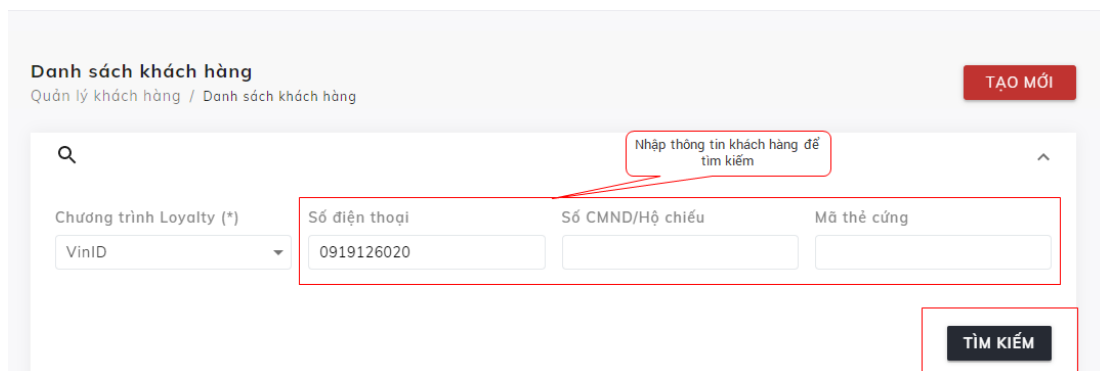 Danh sách khách hàng
Quản lý khách hàng / Danh sách khách hàng
TẠO MỚI
Nhập thông tin khách hàng để
tìm kiếm
Chương trình Loyalty (*)
Số điện thoại
Số CMND/Hộ chiếu
Mã thẻ cứng
VinID
0919126020
TÌM KIẾM